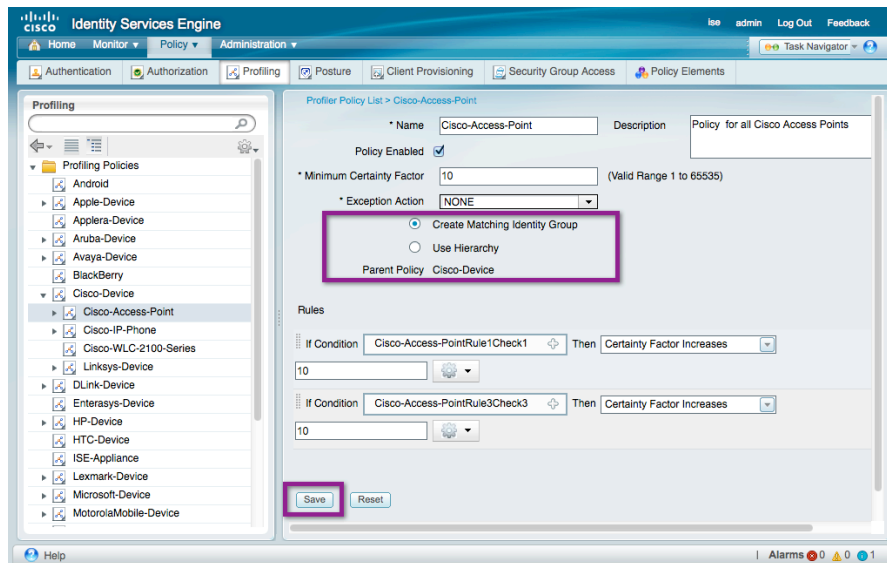 CISCO Identity Services Engine
ise admin Log Out Feedback
Home Monitor Policy Administration
Task Navigator
Authentication Authorization Profiling Posture Client Provisioning Security Group Access Policy Elements
Profiling
Profiling Policies
Android
Apple-Device
Applera-Device
Aruba-Device
Avaya-Device
BlackBerry
Cisco-Device
Cisco-Access-Point
Cisco-IP-Phone
Cisco-WLC-2100-Series
Linksys-Device
DLink-Device
Enterasys-Device
HP-Device
HTC-Device
ISE-Appliance
Lexmark-Device
Microsoft-Device
MotorolaMobile-Device
Profiler Policy List > Cisco-Access-Point
* Name Cisco-Access-Point Description Policy for all Cisco Access Points
Policy Enabled
* Minimum Certainty Factor 10 (Valid Range 1 to 65535)
* Exception Action NONE
Create Matching Identity Group
Use Hierarchy
Parent Policy Cisco-Device
Rules
If Condition Cisco-Access-PointRule1Check1 Then Certainty Factor Increases
10
If Condition Cisco-Access-PointRule3Check3 Then Certainty Factor Increases
10
Save Reset
Help
| Alarms 0 0 1